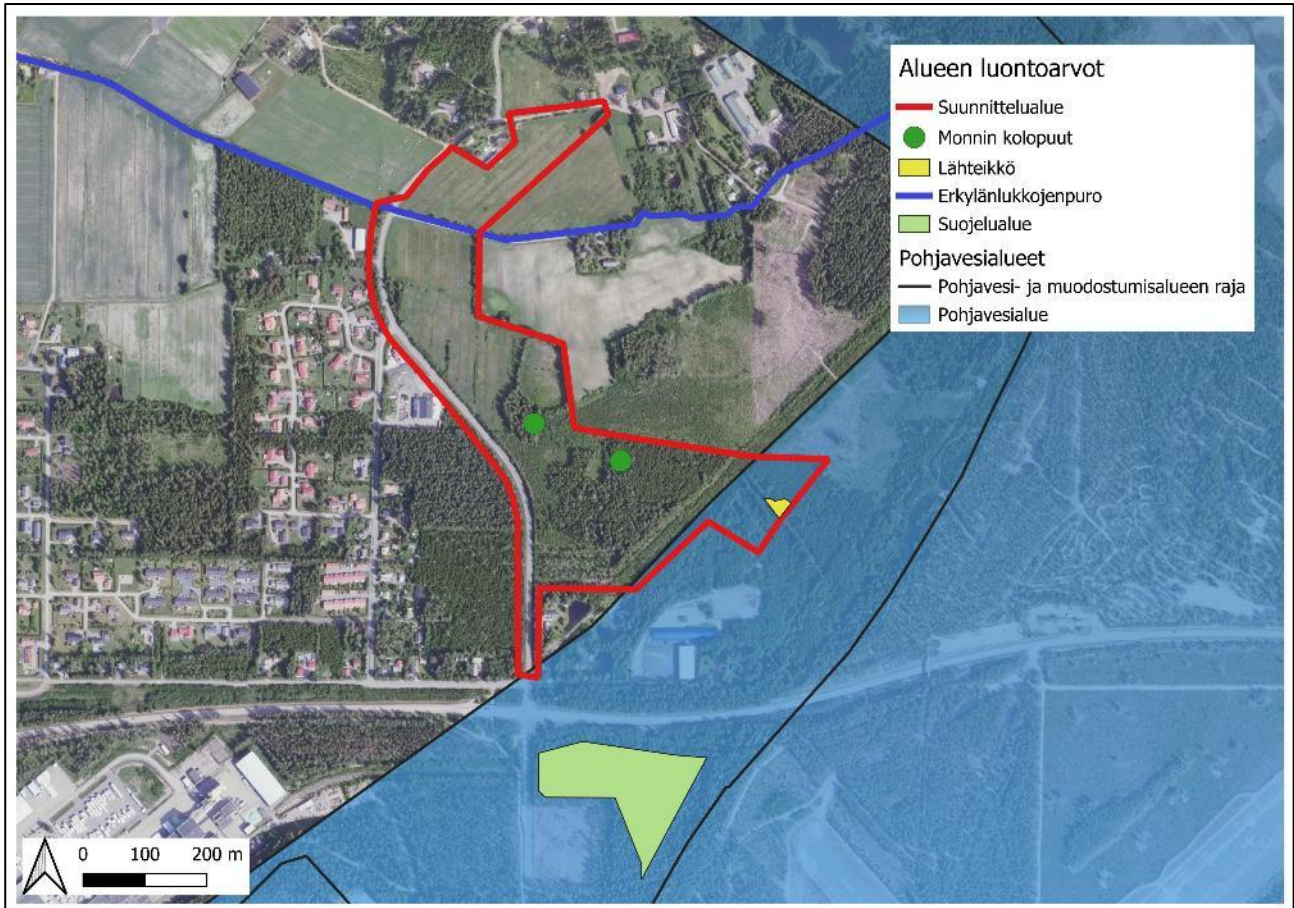 Alueen luontoarvot
Suunnittelualue
Monnin kolopuut
Lähteikkö
Erkylänlukkojenpuro
Suojelualue
Pohjavesialueet
Pohjavesi- ja muodostumisalueen raja
Pohjavesialue
0 100 200 m